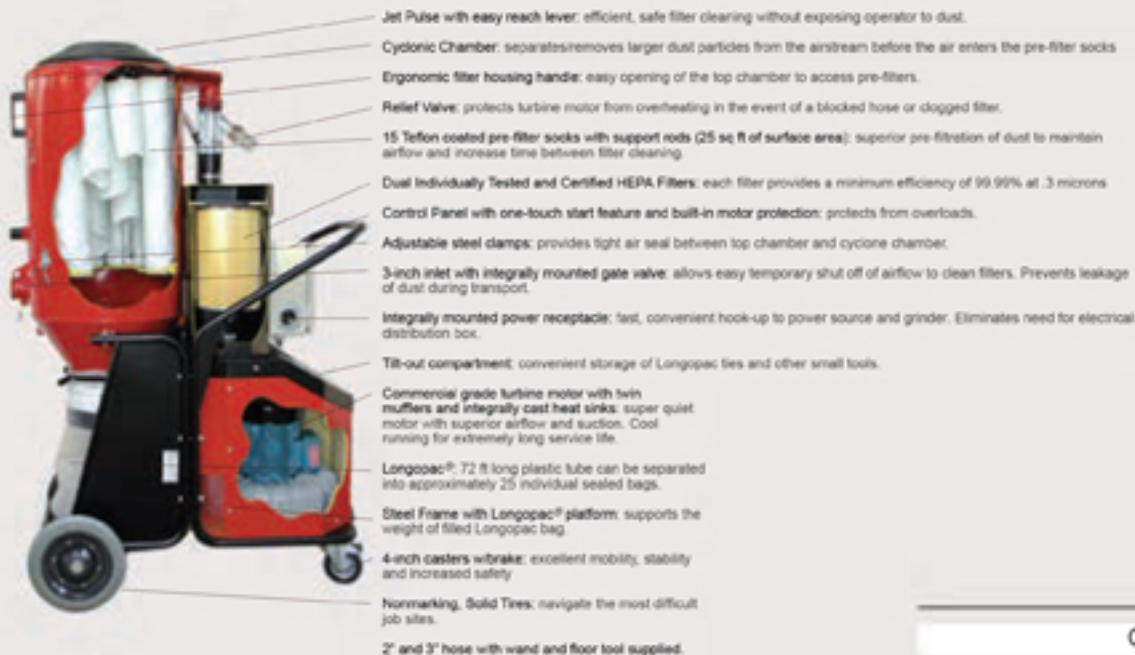 Jet Pulse with easy reach lever: efficient, safe filter cleaning without exposing operator to dust.
Cyclonic Chamber: separates/removes larger dust particles from the airstream before the air enters the pre-filter socks
Ergonomic filter housing handle: easy opening of the top chamber to access pre-filters.
Relief Valve: protects turbine motor from overheating in the event of a blocked hose or clogged filter.
15 Teflon coated pre-filter socks with support rods (25 sq ft of surface area): superior pre-filtration of dust to maintain
airflow and increase time between filter cleaning.
Dual Individually Tested and Certified HEPA Filters: each filter provides a minimum efficiency of 99.99% at .3 microns
Control Panel with one-touch start feature and built-in motor protection: protects from overloads.
Adjustable steel clamps: provides tight air seal between top chamber and cyclone chamber.
3-inch inlet with integrally mounted gate valve: allows easy temporary shut off of airflow to clean filters. Prevents leakage
of dust during transport.
Integrally mounted power receptacle: fast, convenient hook-up to power source and grinder. Eliminates need for electrical
distribution box.
Tilt-out compartment: convenient storage of Longopac ties and other small tools.
Commercial grade turbine motor with twin
mufflers and integrally cast heat sinks: super quiet
motor with superior airflow and suction. Cool
running for extremely long service life.
Longopac®: 72 ft long plastic tube can be separated
into approximately 25 individual sealed bags.
Steel Frame with Longopac® platform: supports the
weight of filled Longopac bag.
4-inch casters w/brake: excellent mobility, stability
and increased safety
Nonmarking, Solid Tires: navigate the most difficult
job sites.
2" and 3" hose with wand and floor tool supplied.